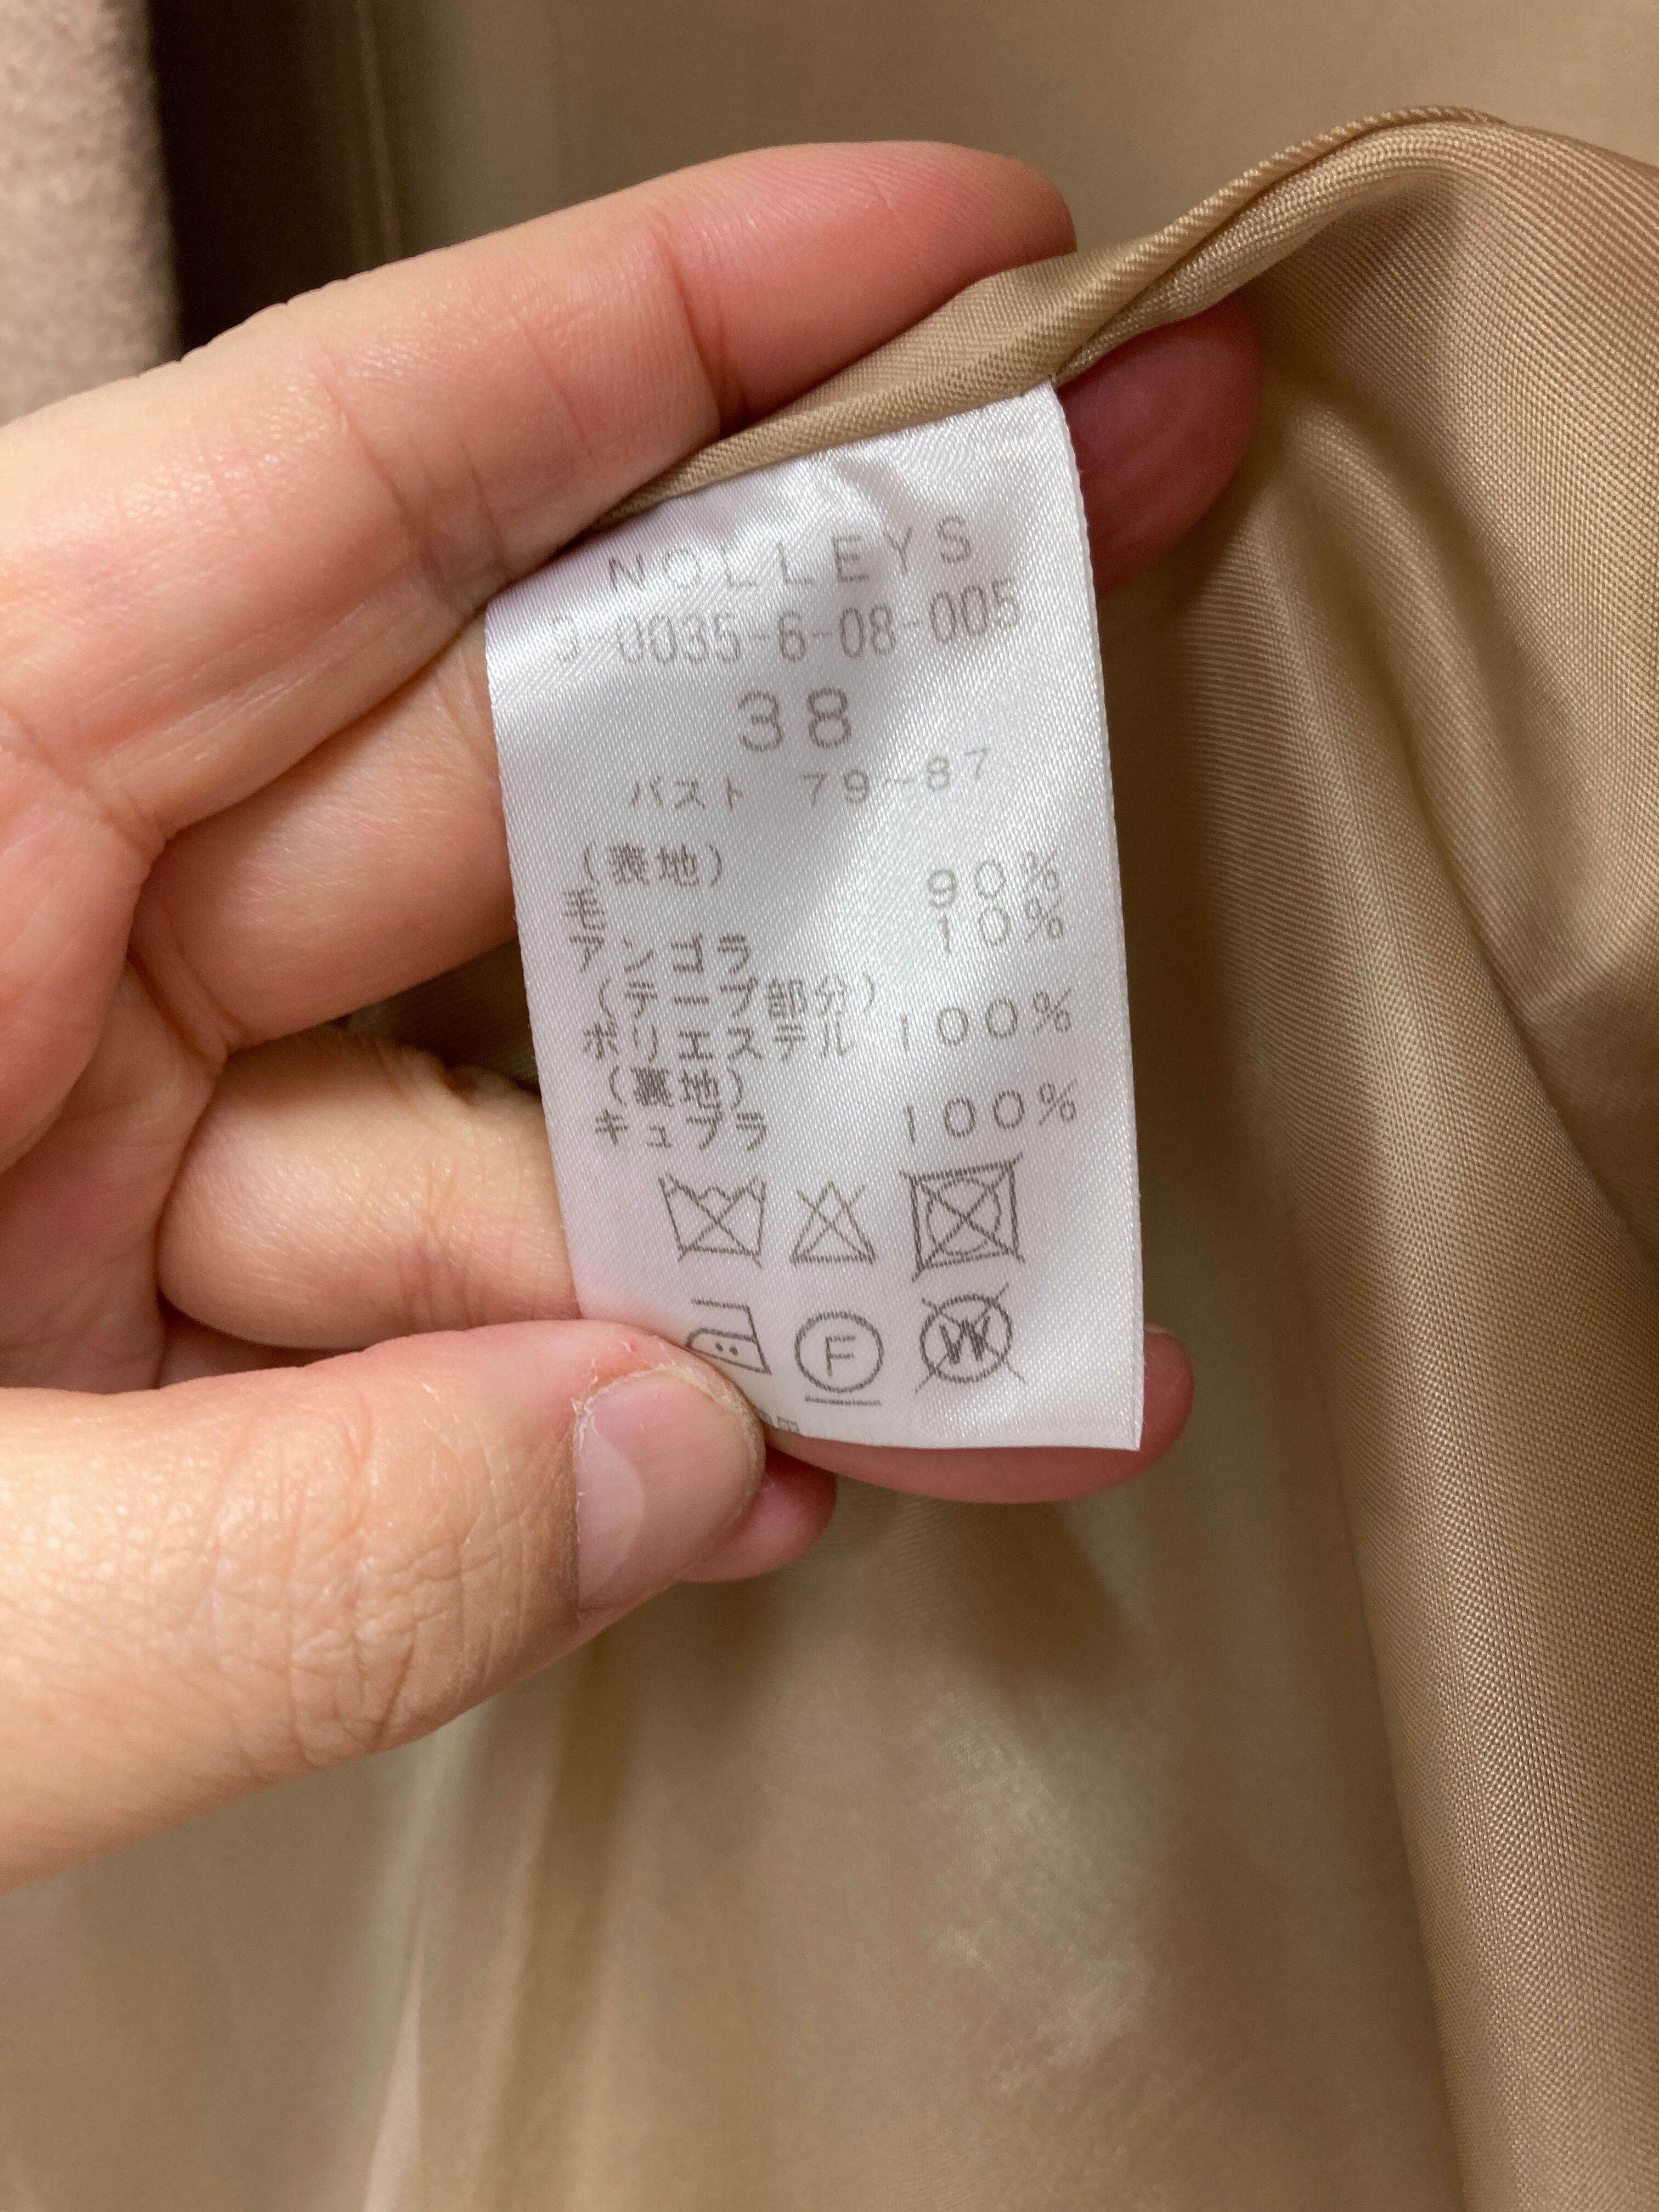 NOLLEYS
0035-6-08-005
38
バスト 79~87
(表地)
毛 90%
アンゴラ 10%
(テープ部分)
ポリエステル 100%
(裏地)
キュプラ 100%
F
W